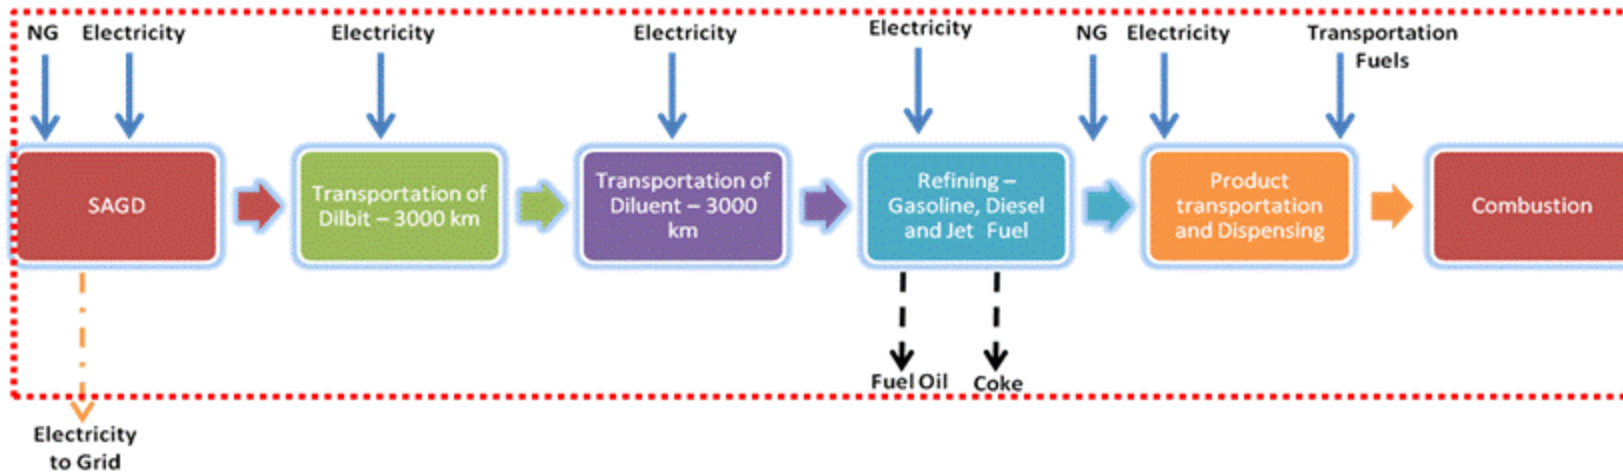 NG
Electricity
Electricity
Electricity
Electricity
NG
Electricity
Transportation
Fuels
SAGD
Transportation of
Dilbit – 3000 km
Transportation of
Diluent – 3000
km
Refining –
Gasoline, Diesel
and Jet Fuel
Product
transportation
and Dispensing
Combustion
Fuel Oil
Coke
Electricity
to Grid